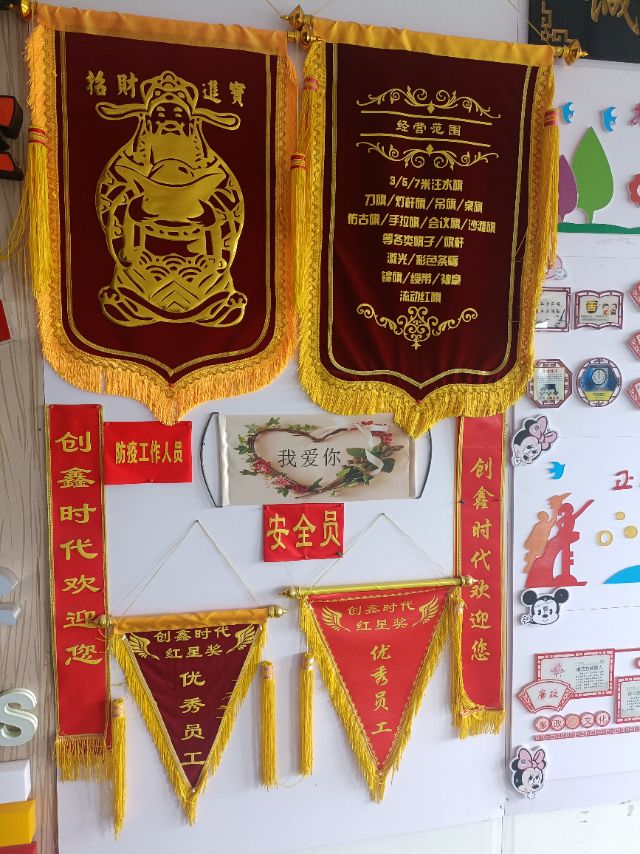 招財進寶
经营范围
3/5/7米注水旗
刀旗/灯杆旗/吊旗/桌旗
仿古旗/手拉旗/会议旗/沙滩旗
等各类旗子/旗杆
激光/彩色条幅
锦旗/绶带/袖章
流动红旗
创鑫时代欢迎您
防疫工作人员
我爱你
安全员
创鑫时代欢迎您
创鑫时代
红星奖
优秀员工
创鑫时代
红星奖
优秀员工
诚
廉政